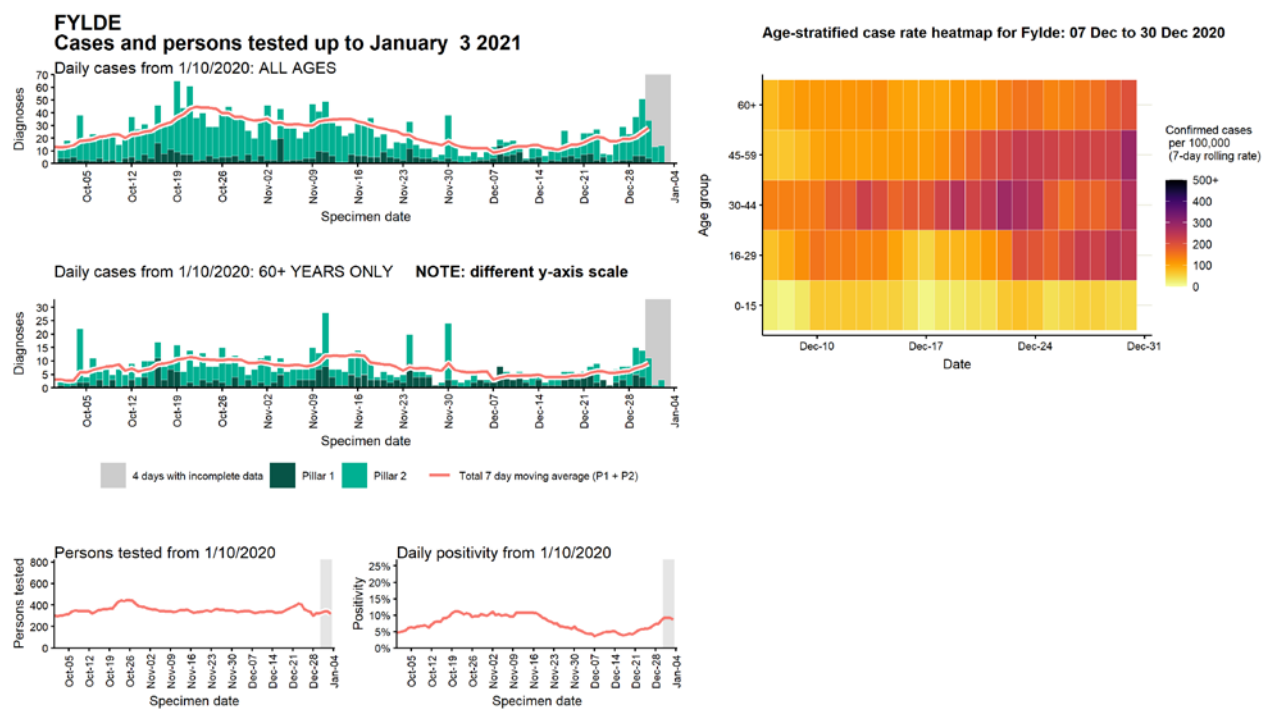 FYLDE
Cases and persons tested up to January 3 2021
Daily cases from 1/10/2020: ALL AGES
Diagnoses
70
60
50
40
30
20
10
0
Oct-05
Oct-12
Oct-19
Oct-26
Nov-02
Nov-09
Nov-16
Nov-23
Nov-30
Dec-07
Dec-14
Dec-21
Dec-28
Jan-04
Specimen date
Daily cases from 1/10/2020: 60+ YEARS ONLY NOTE: different y-axis scale
Diagnoses
30
25
20
15
10
5
0
Oct-05
Oct-12
Oct-19
Oct-26
Nov-02
Nov-09
Nov-16
Nov-23
Nov-30
Dec-07
Dec-14
Dec-21
Dec-28
Jan-04
Specimen date
4 days with incomplete data
Pillar 1
Pillar 2
Total 7 day moving average (P1 + P2)
Persons tested from 1/10/2020
Persons tested
800
600
400
200
0
Oct-05
Oct-12
Oct-19
Oct-26
Nov-02
Nov-09
Nov-16
Nov-23
Nov-30
Dec-07
Dec-14
Dec-21
Dec-28
Jan-04
Specimen date
Daily positivity from 1/10/2020
Positivity
25%
20%
15%
10%
5%
0%
Oct-05
Oct-12
Oct-19
Oct-26
Nov-02
Nov-09
Nov-16
Nov-23
Nov-30
Dec-07
Dec-14
Dec-21
Dec-28
Jan-04
Specimen date
Age-stratified case rate heatmap for Fylde: 07 Dec to 30 Dec 2020
Age group
60+
45-59
30-44
16-29
0-15
Dec-10
Dec-17
Dec-24
Dec-31
Date
Confirmed cases
per 100,000
(7-day rolling rate)
500+
400
300
200
100
0